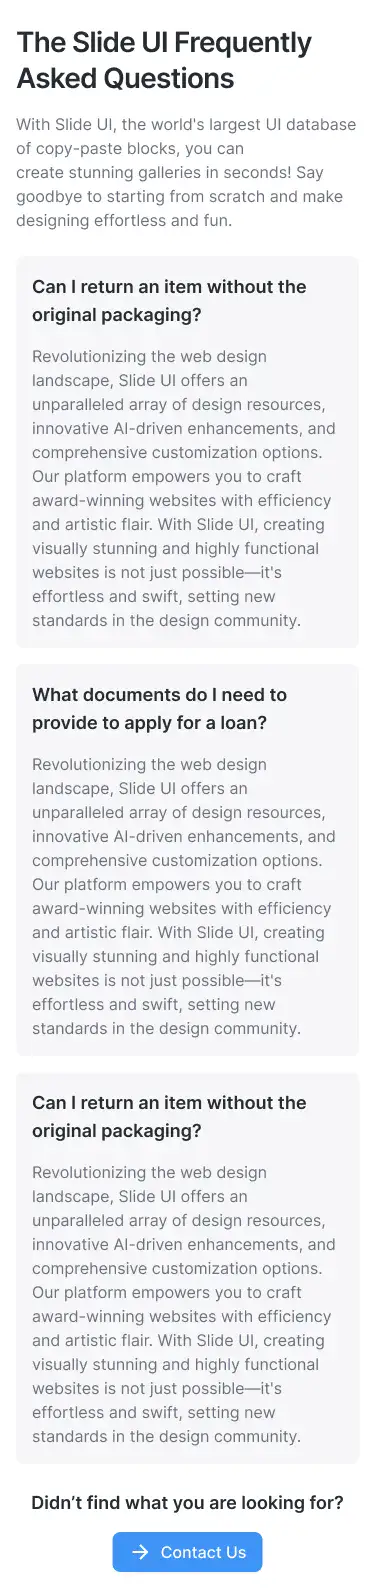 The Slide UI Frequently
Asked Questions
With Slide UI, the world's largest UI database
of copy-paste blocks, you can
create stunning galleries in seconds! Say
goodbye to starting from scratch and make
designing effortless and fun.
Can I return an item without the
original packaging?
Revolutionizing the web design
landscape, Slide UI offers an
unparalleled array of design resources,
innovative AI-driven enhancements, and
comprehensive customization options.
Our platform empowers you to craft
award-winning websites with efficiency
and artistic flair. With Slide UI, creating
visually stunning and highly functional
websites is not just possible—it's
effortless and swift, setting new
standards in the design community.
What documents do I need to
provide to apply for a loan?
Revolutionizing the web design
landscape, Slide UI offers an
unparalleled array of design resources,
innovative AI-driven enhancements, and
comprehensive customization options.
Our platform empowers you to craft
award-winning websites with efficiency
and artistic flair. With Slide UI, creating
visually stunning and highly functional
websites is not just possible—it's
effortless and swift, setting new
standards in the design community.
Can I return an item without the
original packaging?
Revolutionizing the web design
landscape, Slide UI offers an
unparalleled array of design resources,
innovative AI-driven enhancements, and
comprehensive customization options.
Our platform empowers you to craft
award-winning websites with efficiency
and artistic flair. With Slide UI, creating
visually stunning and highly functional
websites is not just possible—it's
effortless and swift, setting new
standards in the design community.
Didn’t find what you are looking for?
Contact Us